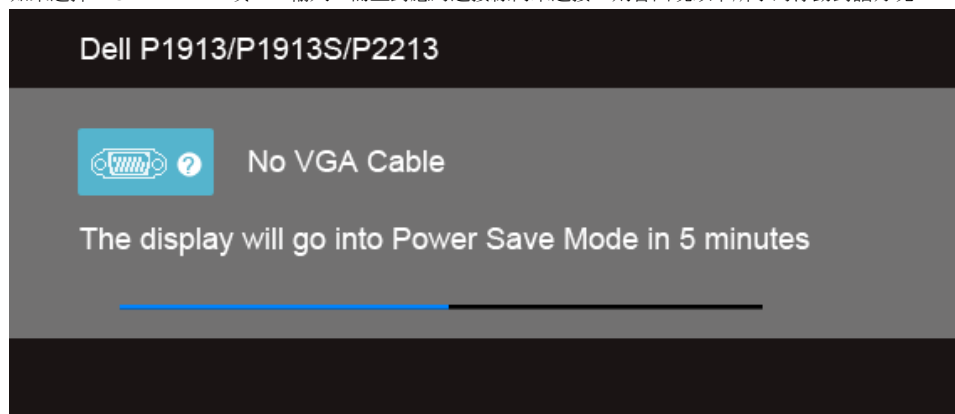 Dell P1913/P1913S/P2213
No VGA Cable
The display will go into Power Save Mode in 5 minutes